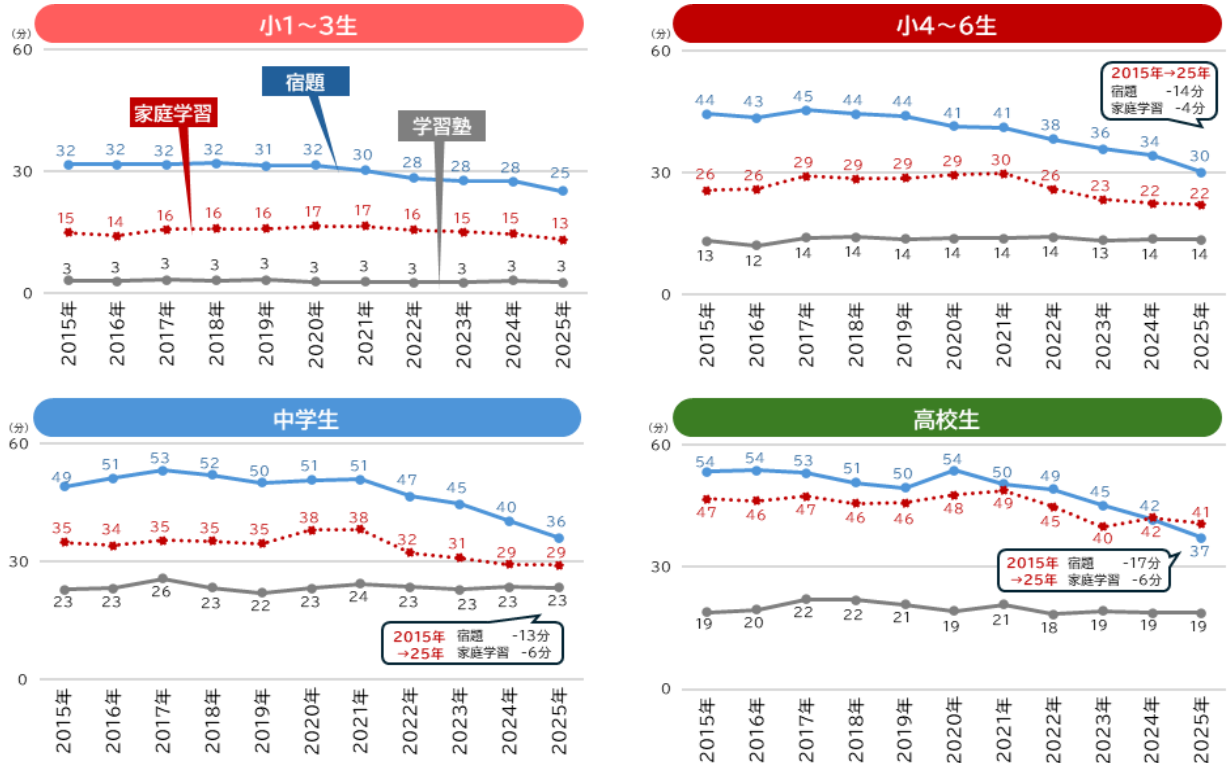 小1～3生
(分)
60
30
0
宿題
家庭学習
学習塾
32 32 32 32 31 32 30 28 28 28 25
15 14 16 16 16 17 17 16 15 15 13
3 3 3 3 3 3 3 3 3 3 3
2015年 2016年 2017年 2018年 2019年 2020年 2021年 2022年 2023年 2024年 2025年
小4～6生
(分)
60
30
0
2015年→25年
宿題 -14分
家庭学習 -4分
44 43 45 44 44 41 41 38 36 34 30
26 26 29 29 29 29 30 26 23 22 22
13 12 14 14 14 14 14 14 13 14 14
2015年 2016年 2017年 2018年 2019年 2020年 2021年 2022年 2023年 2024年 2025年
中学生
(分)
60
30
0
49 51 53 52 50 51 51 47 45 40 36
35 34 35 35 35 38 38 32 31 29 29
23 23 26 23 22 23 24 23 23 23 23
2015年 宿題 -13分
→25年 家庭学習 -6分
2015年 2016年 2017年 2018年 2019年 2020年 2021年 2022年 2023年 2024年 2025年
高校生
(分)
60
30
0
54 54 53 51 50 54 50 49 45 42 37
47 46 47 46 46 48 49 45 40 42 41
2015年 宿題 -17分
→25年 家庭学習 -6分
19 20 22 22 21 19 21 18 19 19 19
2015年 2016年 2017年 2018年 2019年 2020年 2021年 2022年 2023年 2024年 2025年